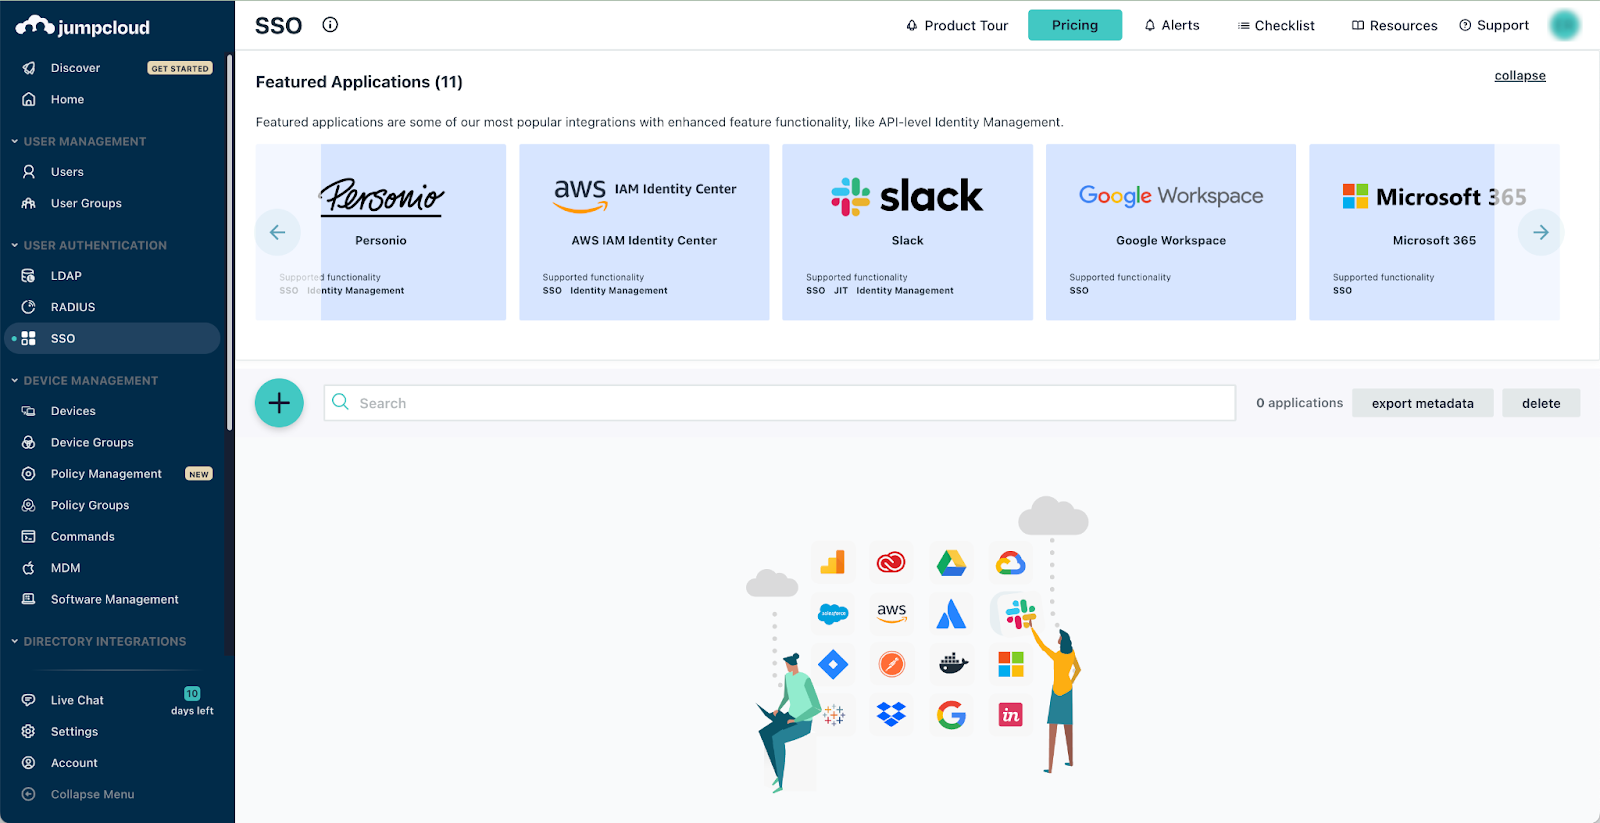 jumpcloud
Discover
GET STARTED
Home
USER MANAGEMENT
Users
User Groups
USER AUTHENTICATION
LDAP
RADIUS
SSO
DEVICE MANAGEMENT
Devices
Device Groups
Policy Management
NEW
Policy Groups
Commands
MDM
Software Management
DIRECTORY INTEGRATIONS
Live Chat
10
days left
Settings
Account
Collapse Menu
SSO
Product Tour
Pricing
Alerts
Checklist
Resources
Support
Featured Applications (11)
collapse
Featured applications are some of our most popular integrations with enhanced feature functionality, like API-level Identity Management.
Personio
Personio
Supported functionality
SSO Identity Management
aws IAM Identity Center
AWS IAM Identity Center
Supported functionality
SSO Identity Management
slack
Slack
Supported functionality
SSO JIT Identity Management
Google Workspace
Google Workspace
Supported functionality
SSO
Microsoft 365
Microsoft 365
Supported functionality
SSO
Search
0 applications
export metadata
delete
salesforce
aws
in